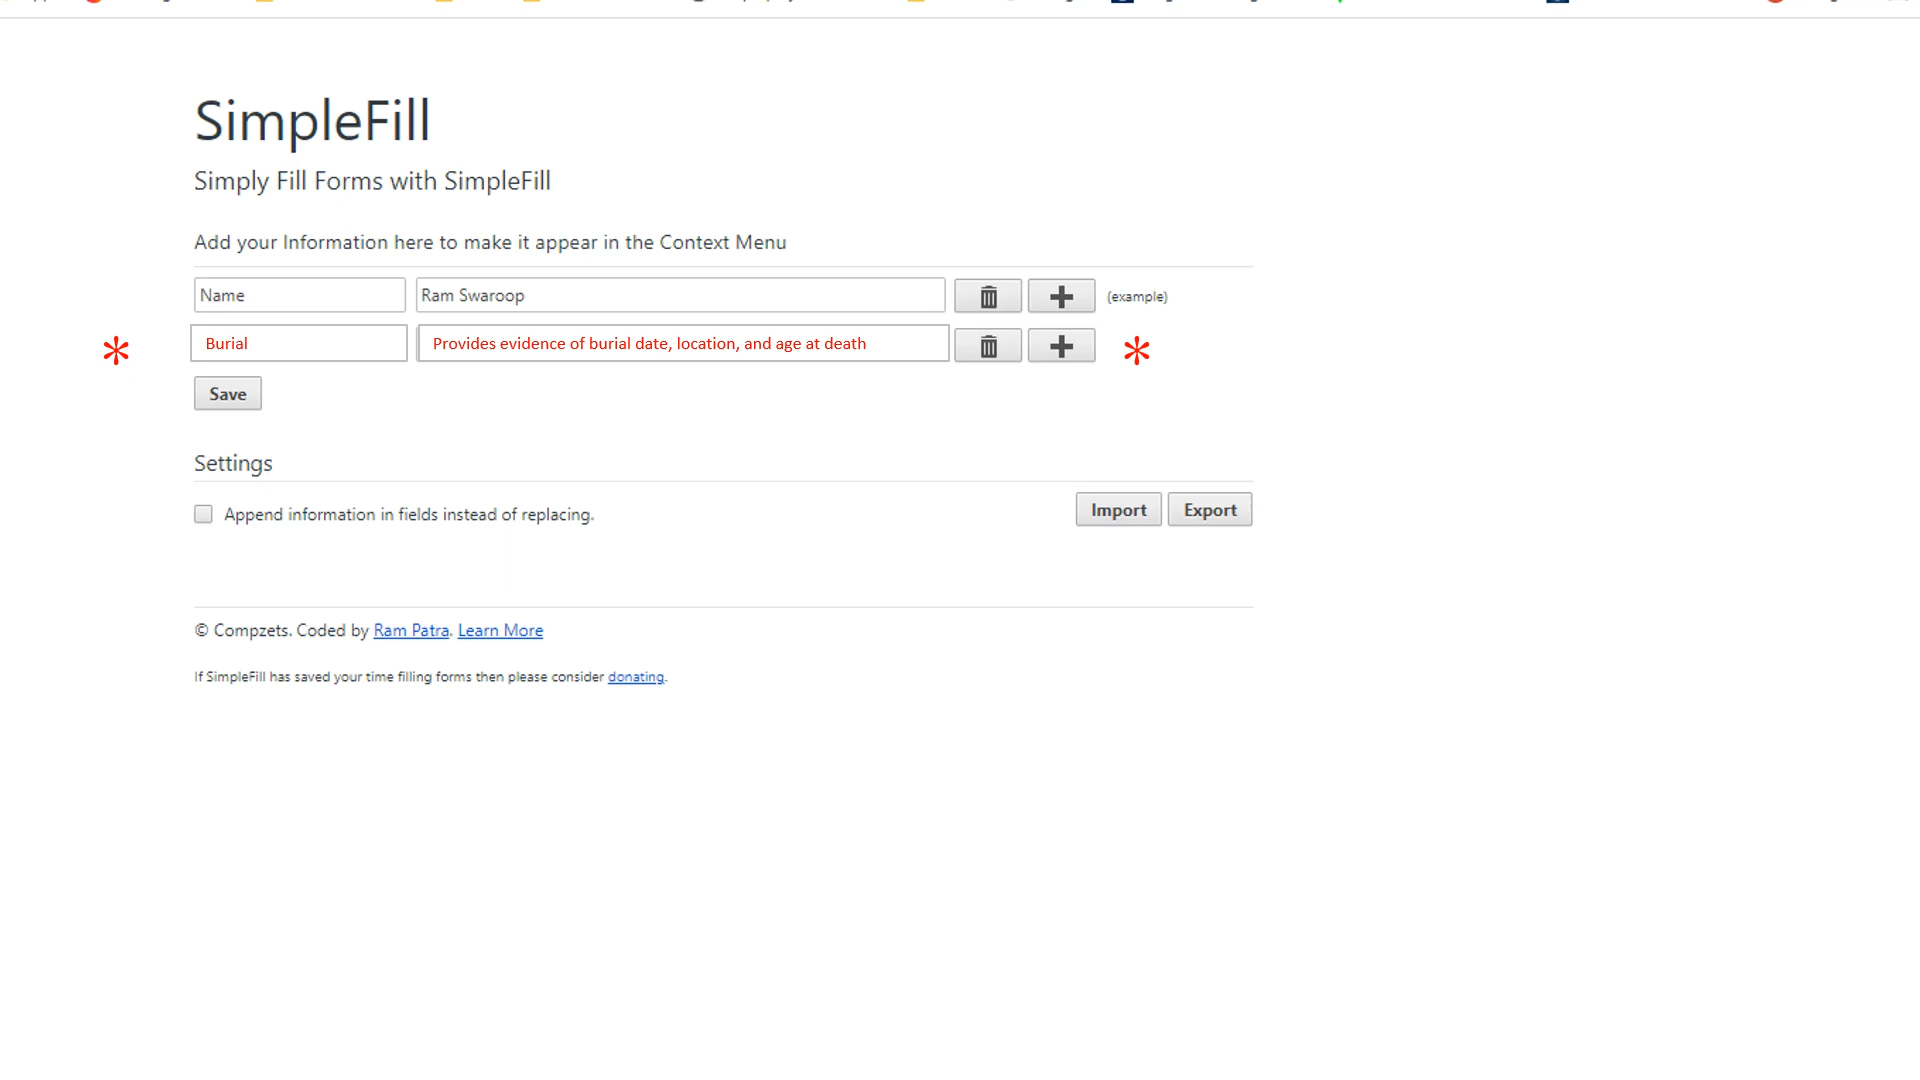 SimpleFill
Simply Fill Forms with SimpleFill
Add your Information here to make it appear in the Context Menu
Name Ram Swaroop (example)
* Burial Provides evidence of burial date, location, and age at death *
Save
Settings
Append information in fields instead of replacing. Import Export
© Compzets. Coded by Ram Patra. Learn More
If SimpleFill has saved your time filling forms then please consider donating.